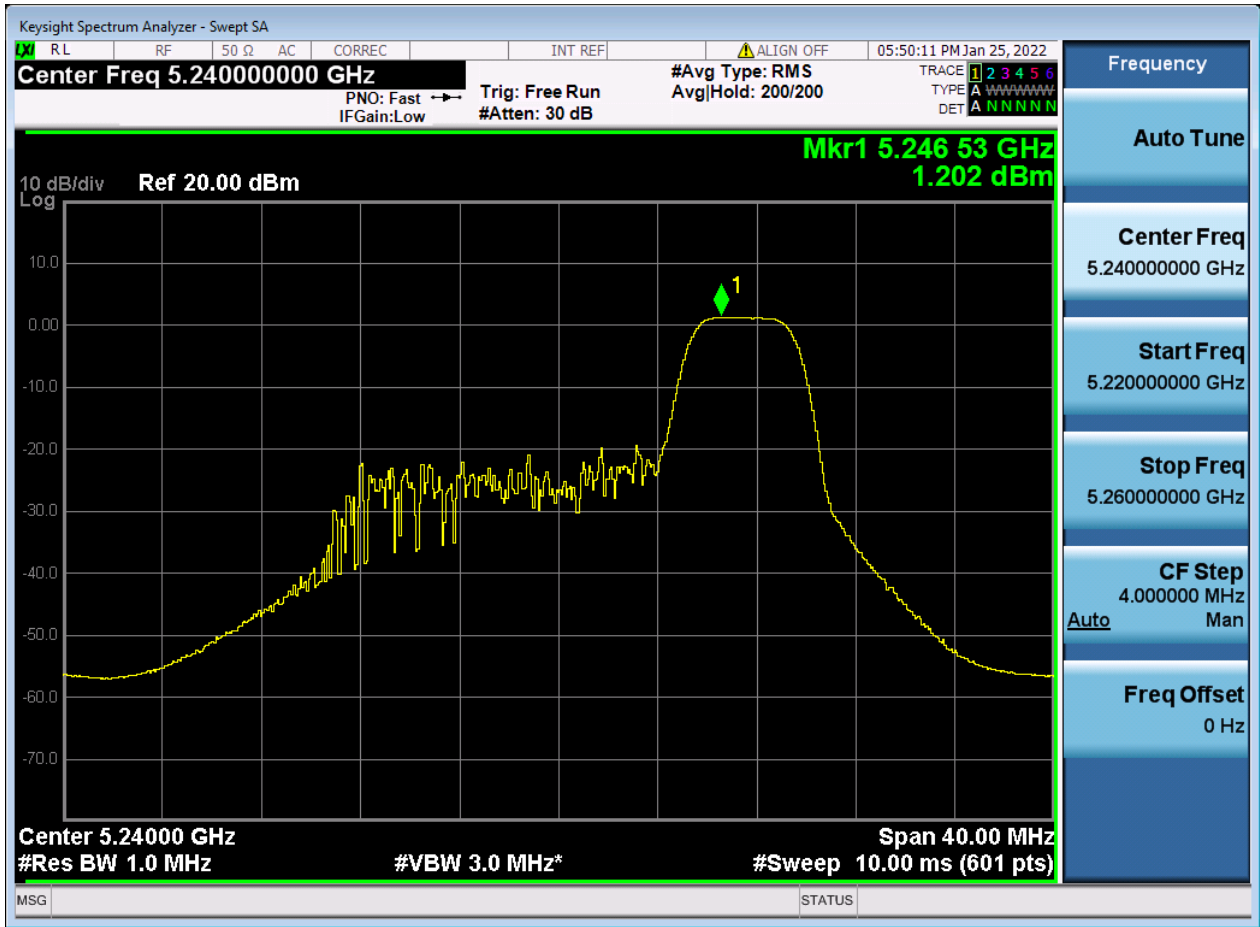 Keysight Spectrum Analyzer - Swept SA
LXI RL RF 50 Ω AC CORREC INT REF ALIGN OFF 05:50:11 PM Jan 25, 2022
Center Freq 5.240000000 GHz
PNO: Fast
IFGain:Low
Trig: Free Run
#Atten: 30 dB
#Avg Type: RMS
Avg|Hold: 200/200
TRACE 1 2 3 4 5 6
TYPE A WWWWW
DET A N N N N N
Mkr1 5.246 53 GHz
1.202 dBm
10 dB/div Ref 20.00 dBm
Log
10.0
0.00
-10.0
-20.0
-30.0
-40.0
-50.0
-60.0
-70.0
1
Center 5.24000 GHz Span 40.00 MHz
#Res BW 1.0 MHz #VBW 3.0 MHz* #Sweep 10.00 ms (601 pts)
MSG STATUS
Frequency
Auto Tune
Center Freq
5.240000000 GHz
Start Freq
5.220000000 GHz
Stop Freq
5.260000000 GHz
CF Step
4.000000 MHz
Auto Man
Freq Offset
0 Hz